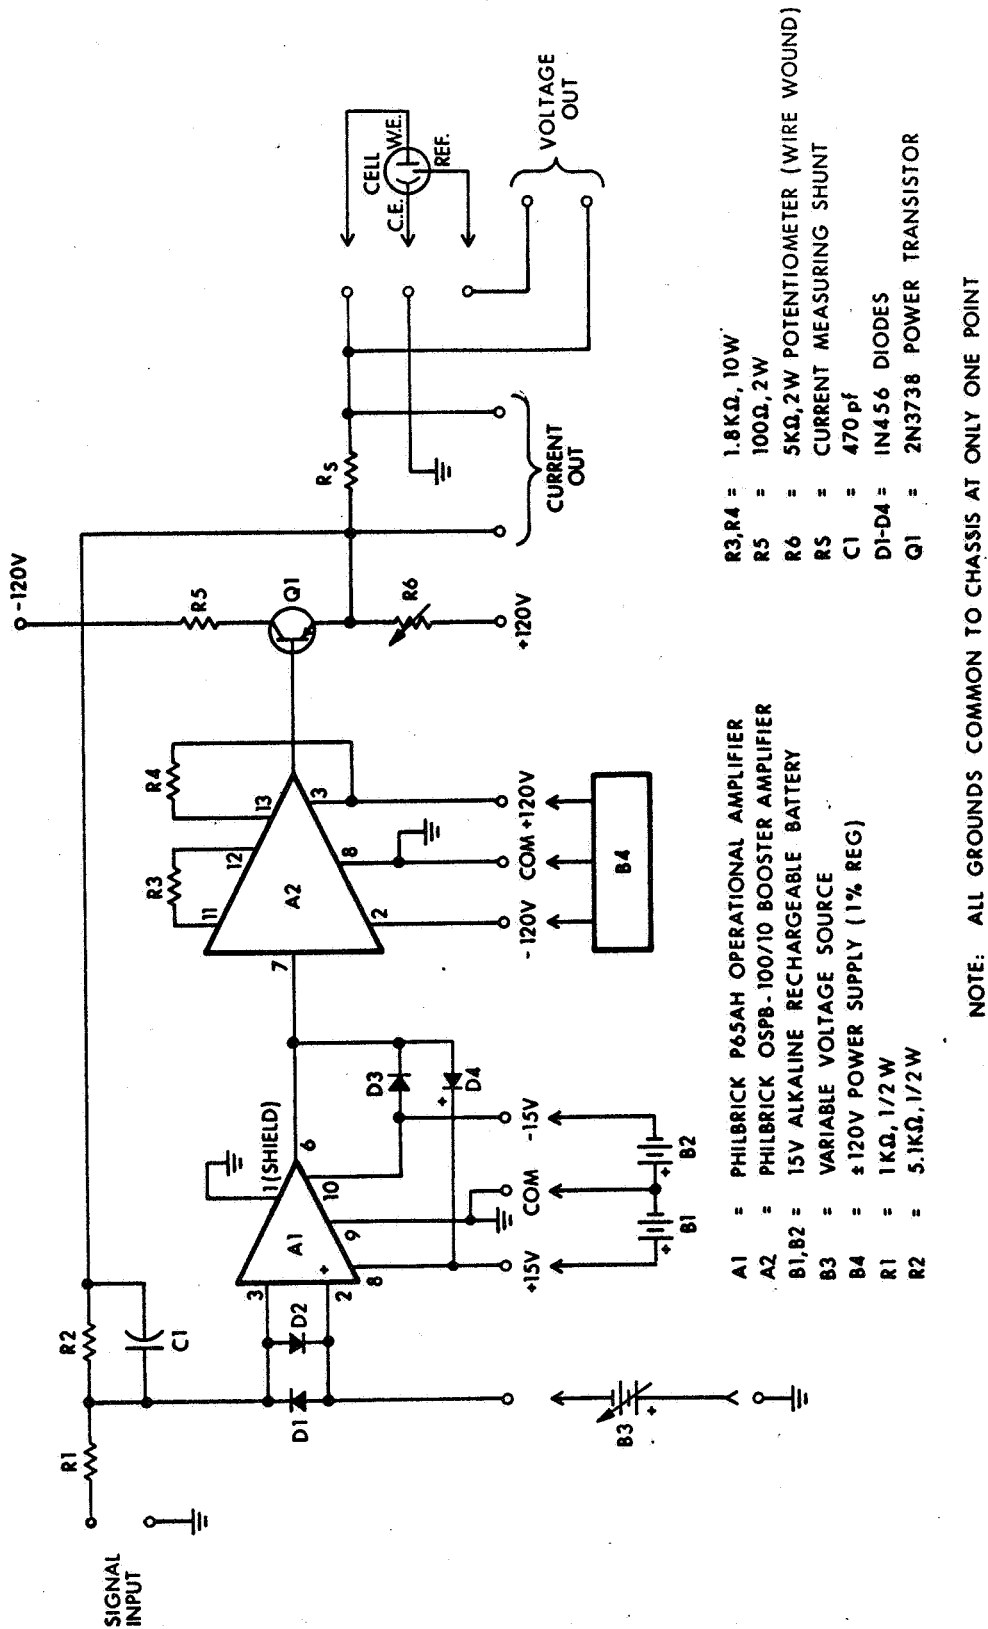 SIGNAL
INPUT
R1
R2
C1
D1
D2
B3
+
3
2
+
A1
8
9
10
1 (SHIELD)
6
D3
D4
+
+15V
COM
-15V
B1
+
B2
+
7
A2
11
12
13
R3
R4
2
8
3
-120V
COM
+120V
B4
-120V
R5
Q1
R6
+120V
RS
CURRENT
OUT
CELL
W.E.
C.E.
REF.
VOLTAGE
OUT
A1 = PHILBRICK P65AH OPERATIONAL AMPLIFIER
A2 = PHILBRICK OSPB-100/10 BOOSTER AMPLIFIER
B1,B2 = 15V ALKALINE RECHARGEABLE BATTERY
B3 = VARIABLE VOLTAGE SOURCE
B4 = ±120V POWER SUPPLY (1% REG)
R1 = 1KΩ, 1/2W
R2 = 5.1KΩ, 1/2W
R3,R4 = 1.8KΩ, 10W
R5 = 100Ω, 2W
R6 = 5KΩ, 2W POTENTIOMETER (WIRE WOUND)
RS = CURRENT MEASURING SHUNT
C1 = 470pf
D1-D4 = 1N456 DIODES
Q1 = 2N3738 POWER TRANSISTOR
NOTE: ALL GROUNDS COMMON TO CHASSIS AT ONLY ONE POINT